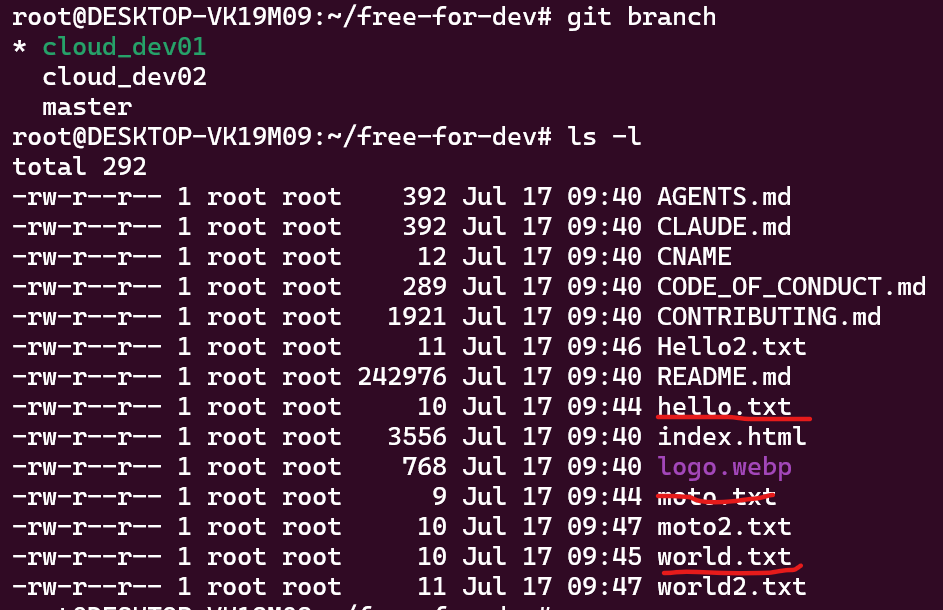 root@DESKTOP-VK19M09:~/free-for-dev# git branch
* cloud_dev01
  cloud_dev02
  master
root@DESKTOP-VK19M09:~/free-for-dev# ls -l
total 292
-rw-r--r-- 1 root root    392 Jul 17 09:40 AGENTS.md
-rw-r--r-- 1 root root    392 Jul 17 09:40 CLAUDE.md
-rw-r--r-- 1 root root     12 Jul 17 09:40 CNAME
-rw-r--r-- 1 root root    289 Jul 17 09:40 CODE_OF_CONDUCT.md
-rw-r--r-- 1 root root   1921 Jul 17 09:40 CONTRIBUTING.md
-rw-r--r-- 1 root root     11 Jul 17 09:46 Hello2.txt
-rw-r--r-- 1 root root 242976 Jul 17 09:40 README.md
-rw-r--r-- 1 root root     10 Jul 17 09:44 hello.txt
-rw-r--r-- 1 root root   3556 Jul 17 09:40 index.html
-rw-r--r-- 1 root root    768 Jul 17 09:40 logo.webp
-rw-r--r-- 1 root root      9 Jul 17 09:44 moto.txt
-rw-r--r-- 1 root root     10 Jul 17 09:47 moto2.txt
-rw-r--r-- 1 root root     10 Jul 17 09:45 world.txt
-rw-r--r-- 1 root root     11 Jul 17 09:47 world2.txt